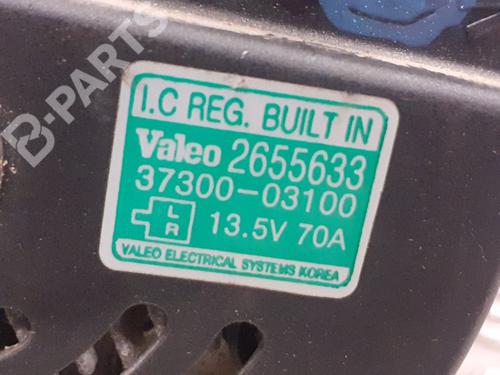 B-PARTS
I.C REG. BUILT IN
Valeo 2655633
37300-03100
L
R 13.5V 70A
VALEO ELECTRICAL SYSTEMS KOREA